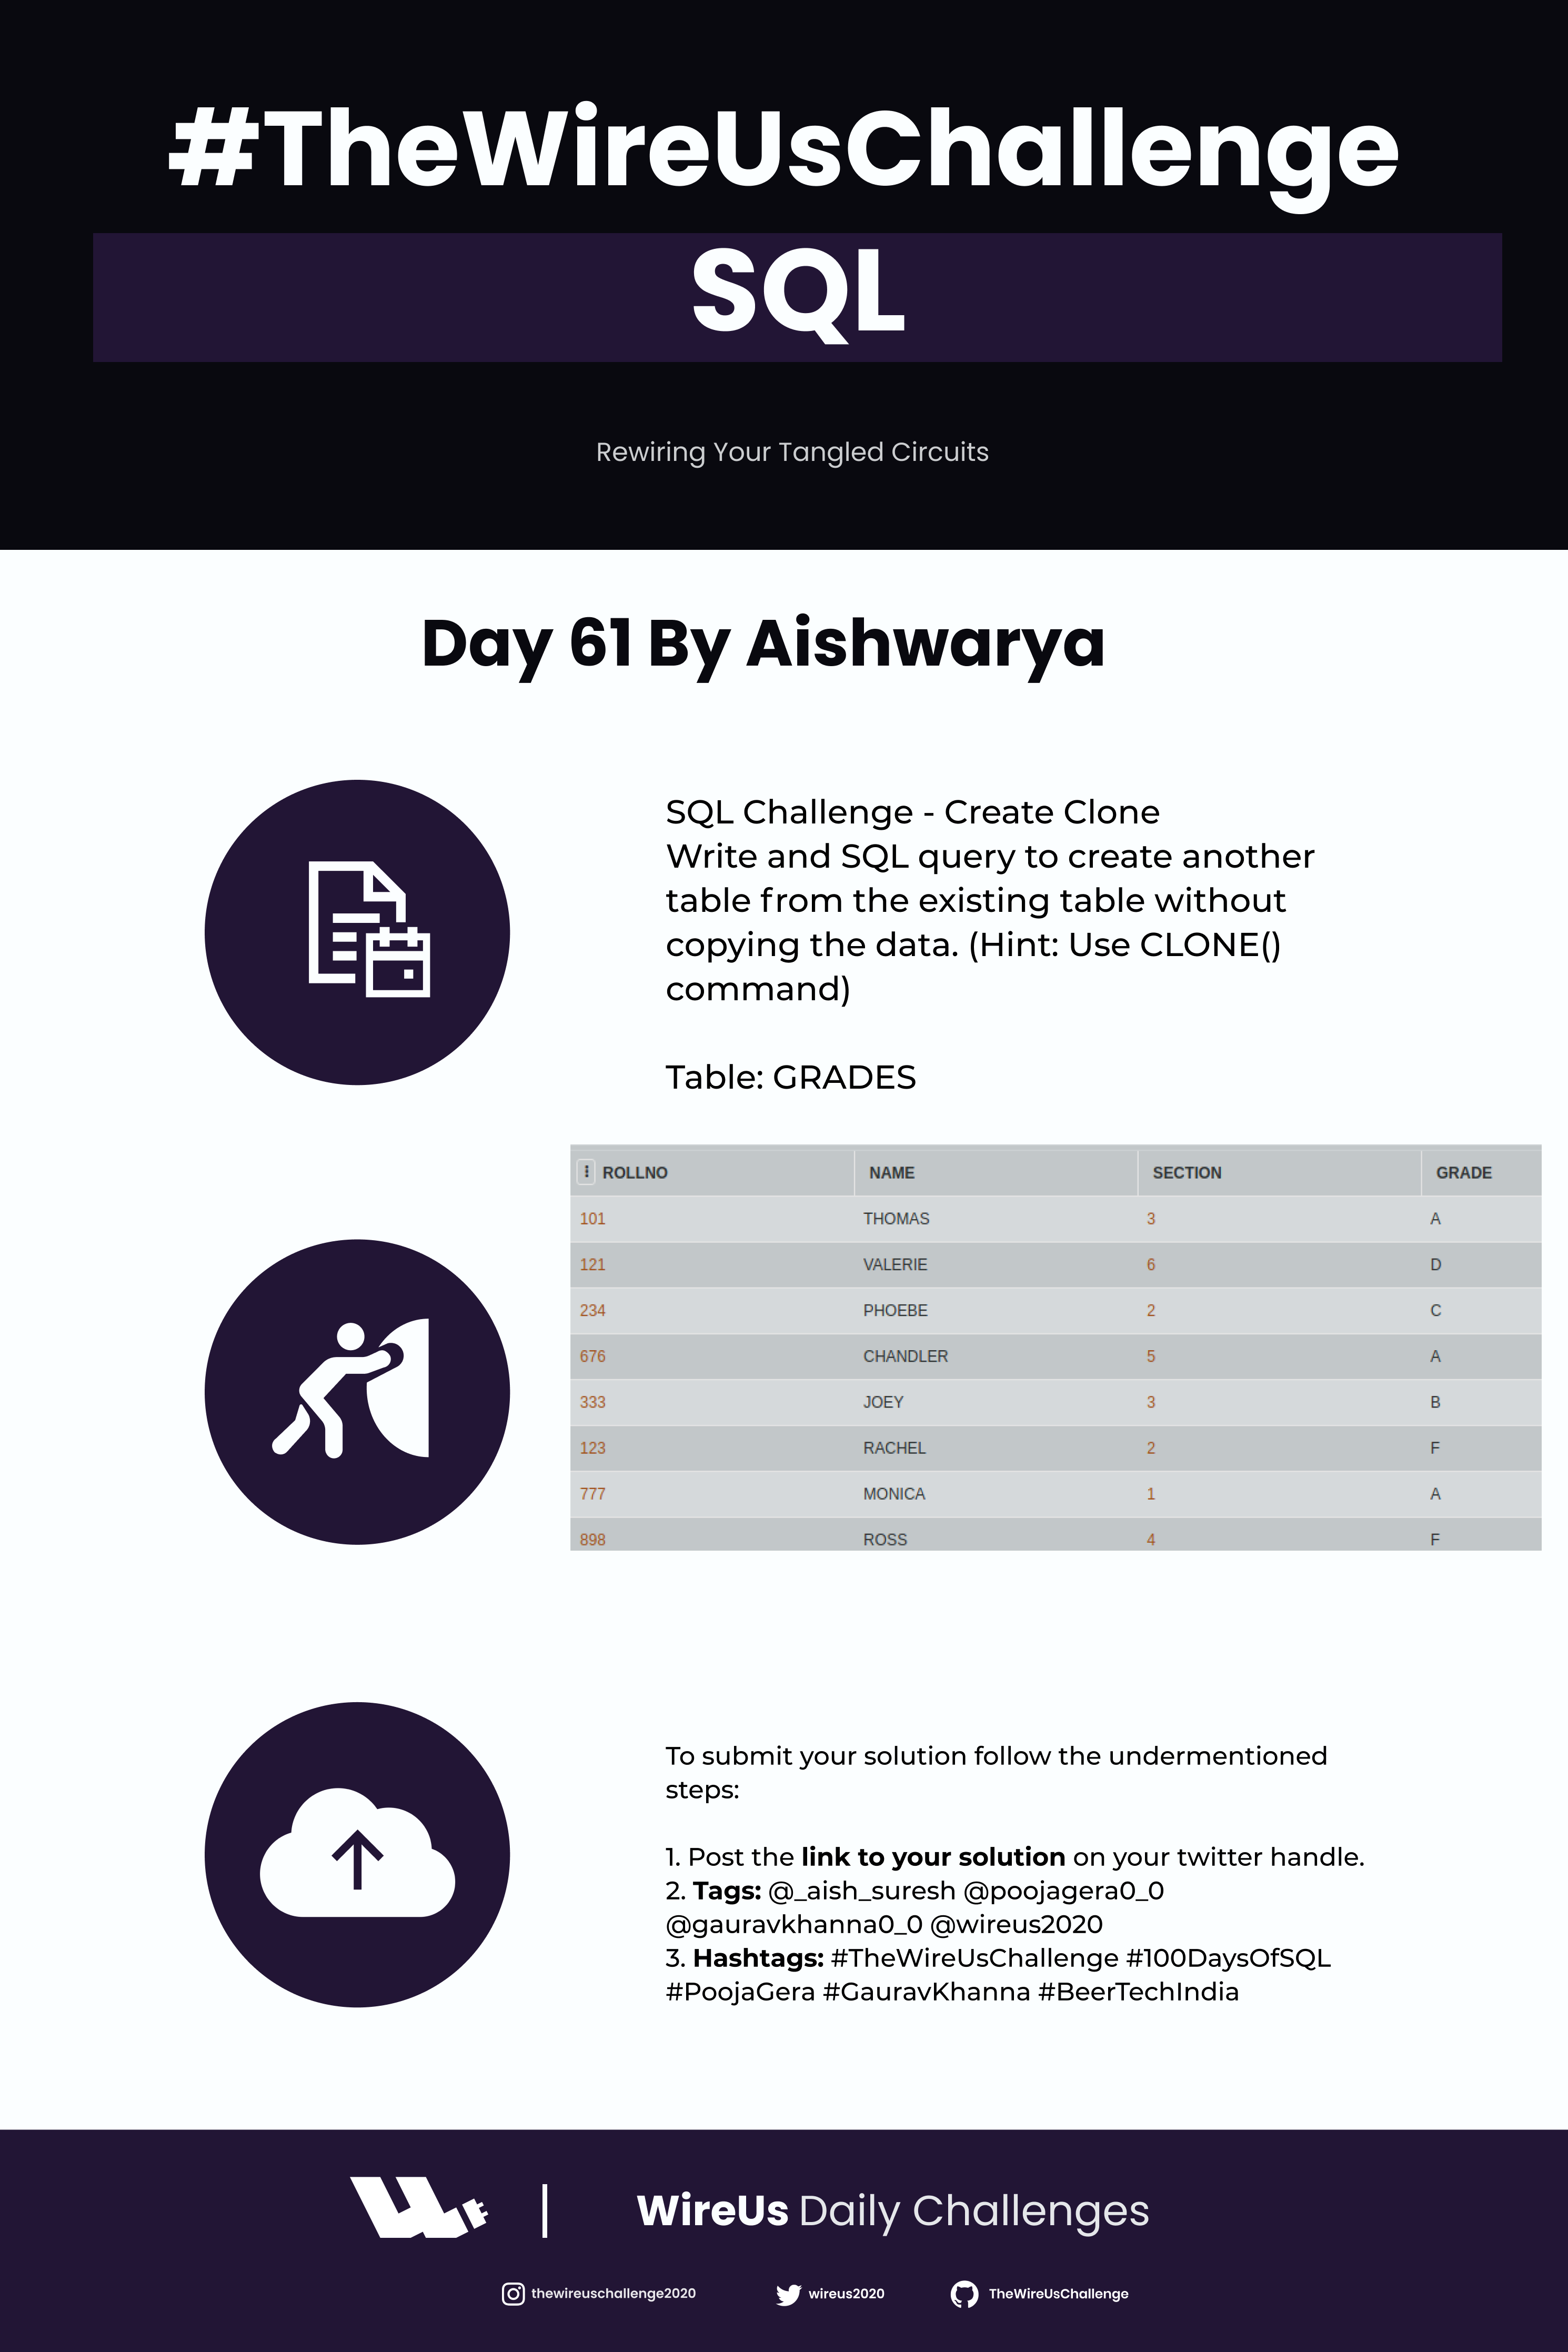 #TheWireUsChallenge
SQL
Rewiring Your Tangled Circuits
Day 61 By Aishwarya
SQL Challenge - Create Clone
Write and SQL query to create another
table from the existing table without
copying the data. (Hint: Use CLONE()
command)
Table: GRADES
ROLLNO NAME SECTION GRADE
101 THOMAS 3 A
121 VALERIE 6 D
234 PHOEBE 2 C
676 CHANDLER 5 A
333 JOEY 3 B
123 RACHEL 2 F
777 MONICA 1 A
898 ROSS 4 F
To submit your solution follow the undermentioned
steps:
1. Post the link to your solution on your twitter handle.
2. Tags: @_aish_suresh @poojagera0_0
@gauravkhanna0_0 @wireus2020
3. Hashtags: #TheWireUsChallenge #100DaysOfSQL
#PoojaGera #GauravKhanna #BeerTechIndia
WireUs Daily Challenges
thewireuschallenge2020 wireus2020 TheWireUsChallenge